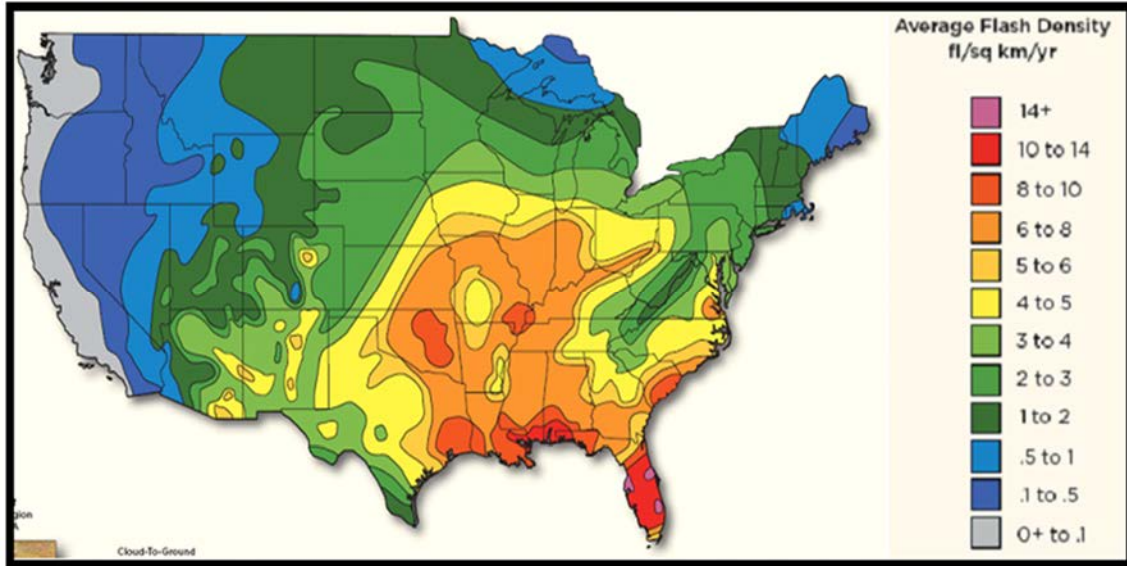 Average Flash Density
fl/sq km/yr
14+
10 to 14
8 to 10
6 to 8
5 to 6
4 to 5
3 to 4
2 to 3
1 to 2
.5 to 1
.1 to .5
0+ to .1
gion
Cloud-To-Ground